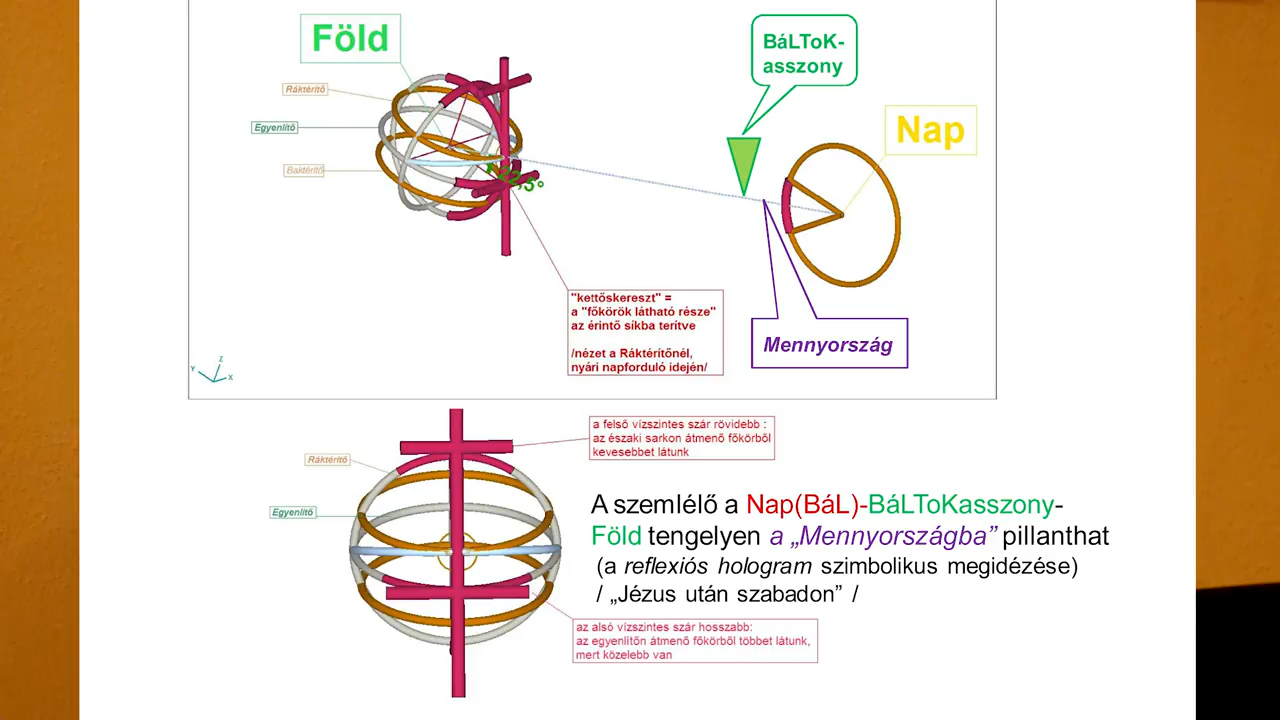 Föld
BáLToK-
asszony
Ráktérítő
Egyenlítő
Nap
Baktérítő
"kettőskereszt" =
a "főkörök látható része"
az érintő síkba terítve
/nézet a Ráktérítőnél,
nyári napforduló idején/
Mennyország
Z
Y
X
a felső vízszintes szár rövidebb :
az északi sarkon átmenő főkörből
kevesebbet látunk
Ráktérítő
Egyenlítő
A szemlélő a Nap(BáL)-BáLToKasszony-
Föld tengelyen a „Mennyországba” pillanthat
(a reflexiós hologram szimbolikus megidézése)
/ „Jézus után szabadon” /
az alsó vízszintes szár hosszabb:
az egyenlítőn átmenő főkörből többet látunk,
mert közelebb van